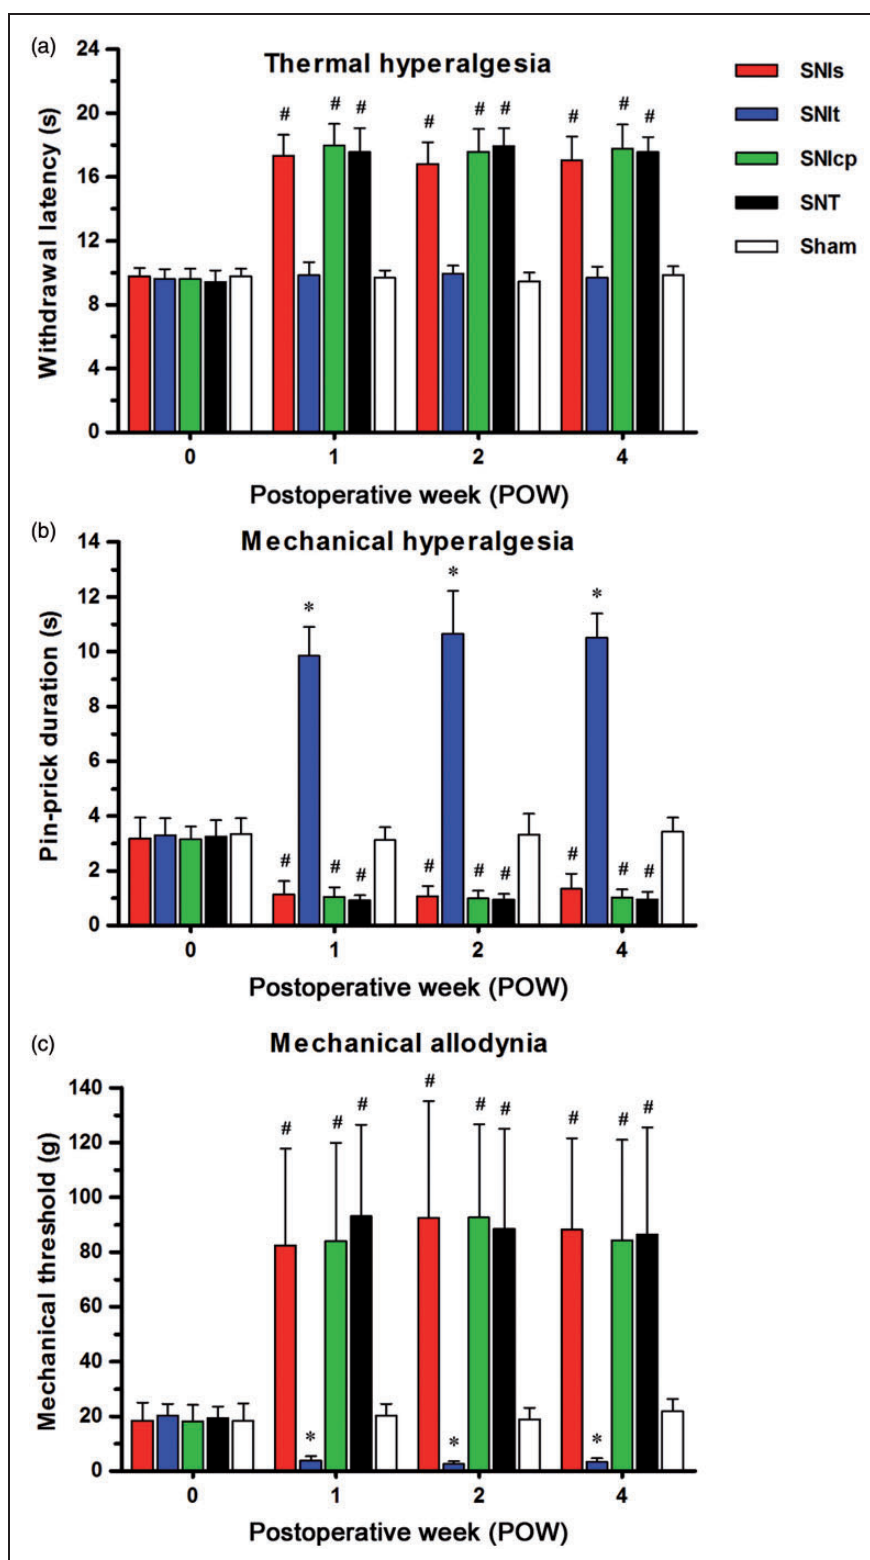 (a)
Thermal hyperalgesia
Withdrawal latency (s)
24
20
16
12
8
4
0
# # # # # # # # #
0 1 2 4
Postoperative week (POW)
SNIs
SNIt
SNIcp
SNT
Sham
(b)
Mechanical hyperalgesia
Pin-prick duration (s)
14
12
10
8
6
4
2
0
* * *
# # # # # # # # #
0 1 2 4
Postoperative week (POW)
(c)
Mechanical allodynia
Mechanical threshold (g)
140
120
100
80
60
40
20
0
# # # # # # # # #
* * *
0 1 2 4
Postoperative week (POW)